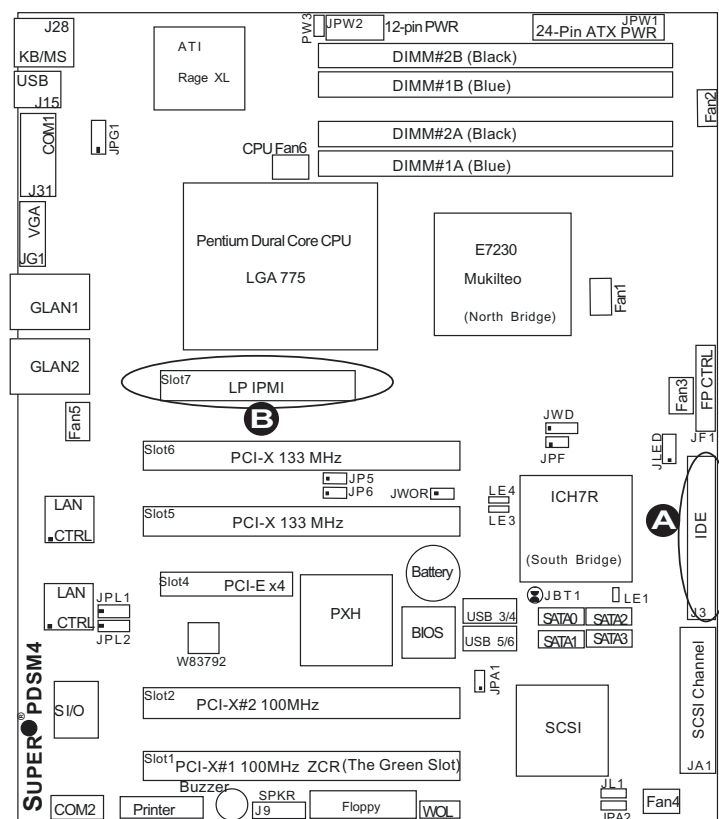 J28
KB/MS
USB
J15
COM1
J31
VGA
JG1
GLAN1
GLAN2
Fan5
JPG1
ATI
Rage XL
PW3
JPW2
12-pin PWR
JPW1
24-Pin ATX PWR
DIMM#2B (Black)
DIMM#1B (Blue)
DIMM#2A (Black)
DIMM#1A (Blue)
Fan2
CPU Fan6
Pentium Dural Core CPU
LGA 775
E7230
Mukilteo
(North Bridge)
Fan1
Slot7
LP IPMI
B
Fan3
FP CTRL
JF1
JWD
JPF
JLED
Slot6
PCI-X 133 MHz
JP5
JP6
JWOR
LE4
LE3
ICH7R
(South Bridge)
A
IDE
J3
LAN
CTRL
Slot5
PCI-X 133 MHz
Slot4
PCI-E x4
PXH
Battery
BIOS
USB 3/4
USB 5/6
JBT1
LE1
SATA0
SATA2
SATA1
SATA3
LAN
CTRL
JPL1
JPL2
W83792
JPA1
SCSI Channel
JA1
SUPER ® PDSM4
SI/O
Slot2
PCI-X#2 100MHz
SCSI
Slot1
PCI-X#1 100MHz ZCR (The Green Slot)
Buzzer
COM2
Printer
SPKR
J9
Floppy
WOL
JL1
JPA2
Fan4